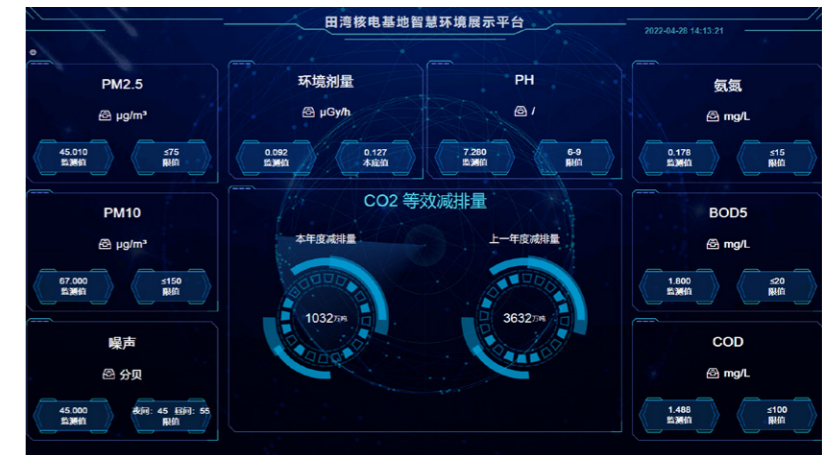 田湾核电基地智慧环境展示平台
2022-04-28 14:13:21
PM2.5
μg/m³
45.010
监测值
≤75
限值
环境剂量
μGy/h
0.092
监测值
0.127
本底值
PH
/
7.280
监测值
6-9
限值
氨氮
mg/L
0.178
监测值
≤15
限值
PM10
μg/m³
67.000
监测值
≤150
限值
CO2 等效减排量
本年度减排量
1032万吨
上一年度减排量
3632万吨
BOD5
mg/L
1.800
监测值
≤20
限值
噪声
分贝
45.000
监测值
夜间: 45 昼间: 55
限值
COD
mg/L
1.488
监测值
≤100
限值